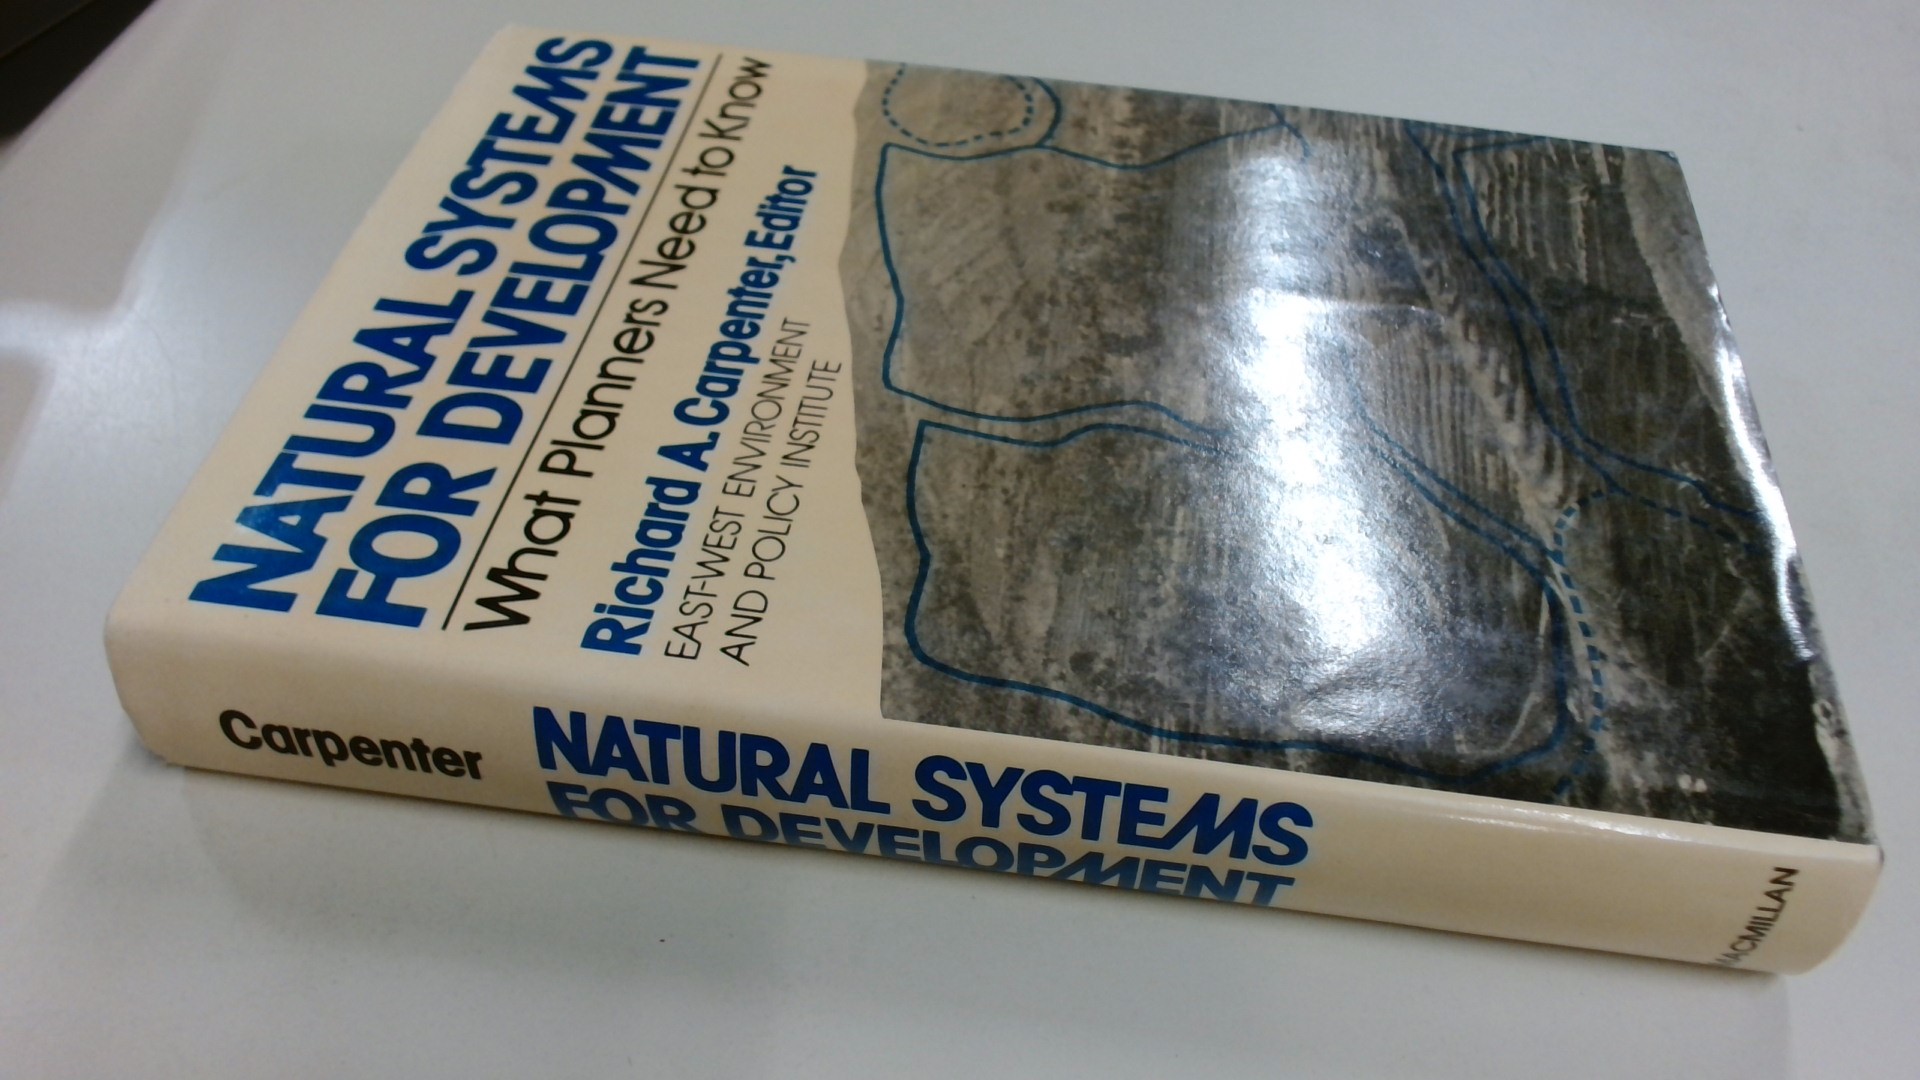 NATURAL SYSTEMS
FOR DEVELOPMENT
What Planners Need to Know
Richard A. Carpenter, Editor
EAST-WEST ENVIRONMENT
AND POLICY INSTITUTE
Carpenter
NATURAL SYSTEMS
FOR DEVELOPMENT
MACMILLAN